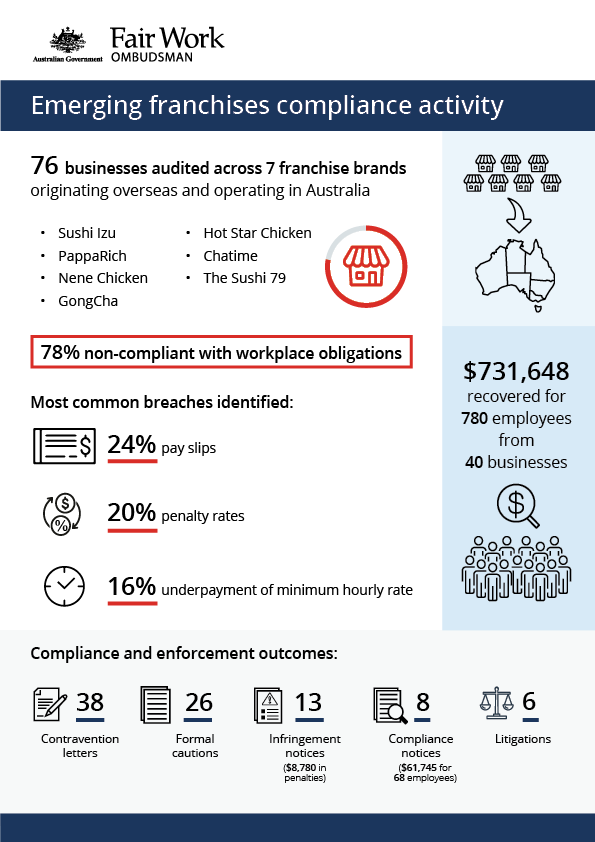 Australian Government
Fair Work
OMBUDSMAN
Emerging franchises compliance activity
76 businesses audited across 7 franchise brands
originating overseas and operating in Australia
• Sushi Izu
• PappaRich
• Nene Chicken
• GongCha
• Hot Star Chicken
• Chatime
• The Sushi 79
78% non-compliant with workplace obligations
Most common breaches identified:
$
24% pay slips
$
%
20% penalty rates
16% underpayment of minimum hourly rate
$731,648
recovered for
780 employees
from
40 businesses
$
Compliance and enforcement outcomes:
38
Contravention
letters
26
Formal
cautions
13
Infringement
notices
($8,780 in
penalties)
8
Compliance
notices
($61,745 for
68 employees)
6
Litigations